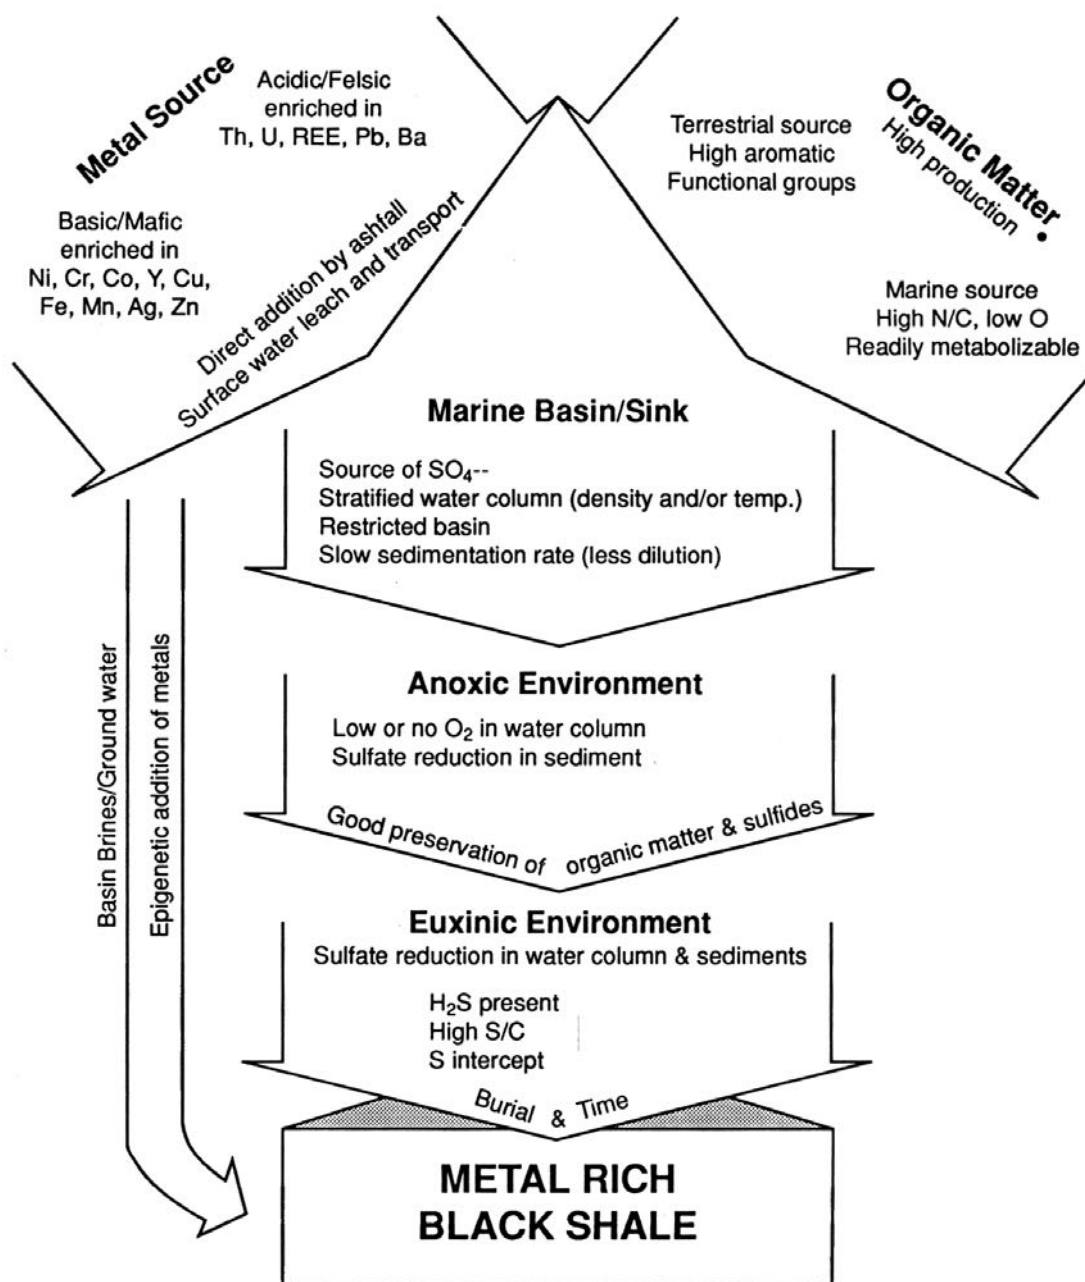 Metal Source
Acidic/Felsic
enriched in
Th, U, REE, Pb, Ba
Basic/Mafic
enriched in
Ni, Cr, Co, Y, Cu,
Fe, Mn, Ag, Zn
Direct addition by ashfall
Surface water leach and transport
Organic Matter
High production
Terrestrial source
High aromatic
Functional groups
Marine source
High N/C, low O
Readily metabolizable
Marine Basin/Sink
Source of SO₄--
Stratified water column (density and/or temp.)
Restricted basin
Slow sedimentation rate (less dilution)
Basin Brines/Ground water
Epigenetic addition of metals
Anoxic Environment
Low or no O₂ in water column
Sulfate reduction in sediment
Good preservation of organic matter & sulfides
Euxinic Environment
Sulfate reduction in water column & sediments
H₂S present
High S/C
S intercept
Burial & Time
METAL RICH
BLACK SHALE